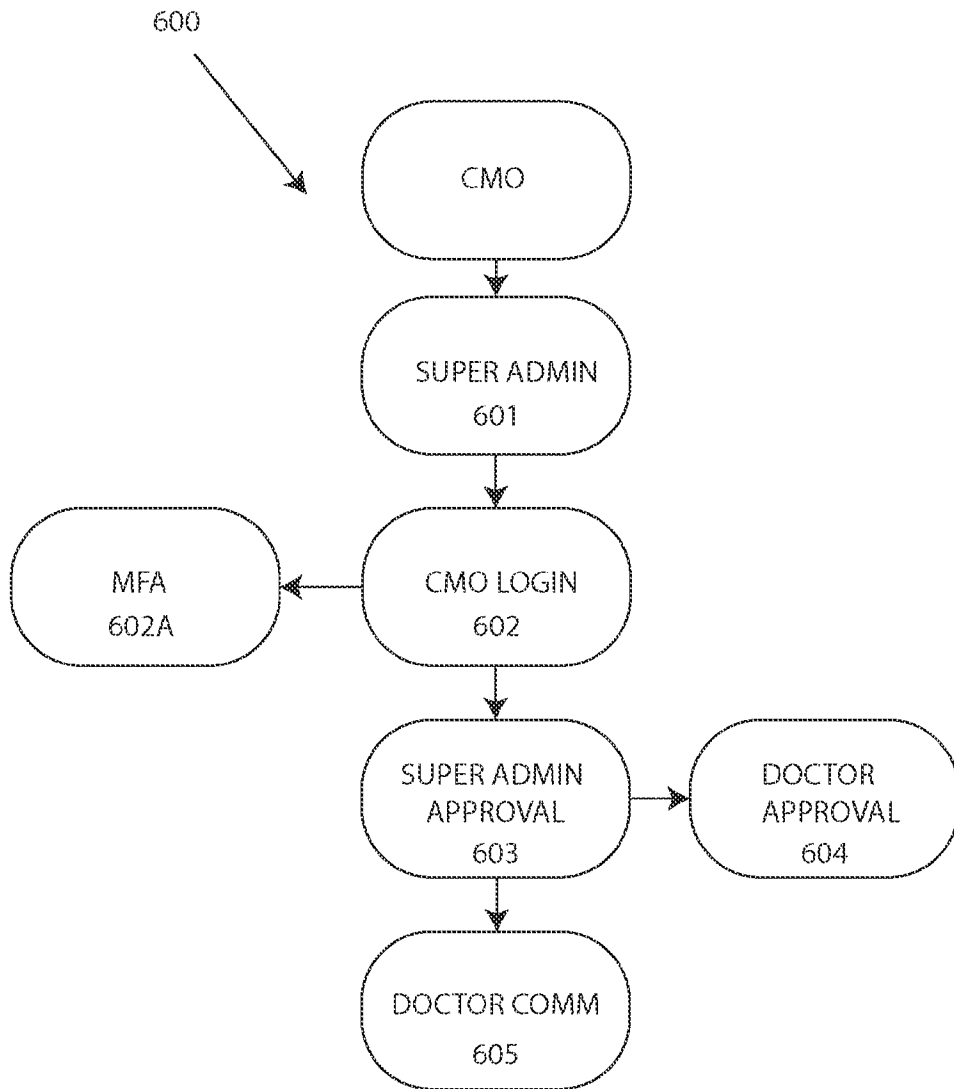 600
CMO
SUPER ADMIN
601
MFA
602A
CMO LOGIN
602
SUPER ADMIN
APPROVAL
603
DOCTOR
APPROVAL
604
DOCTOR COMM
605